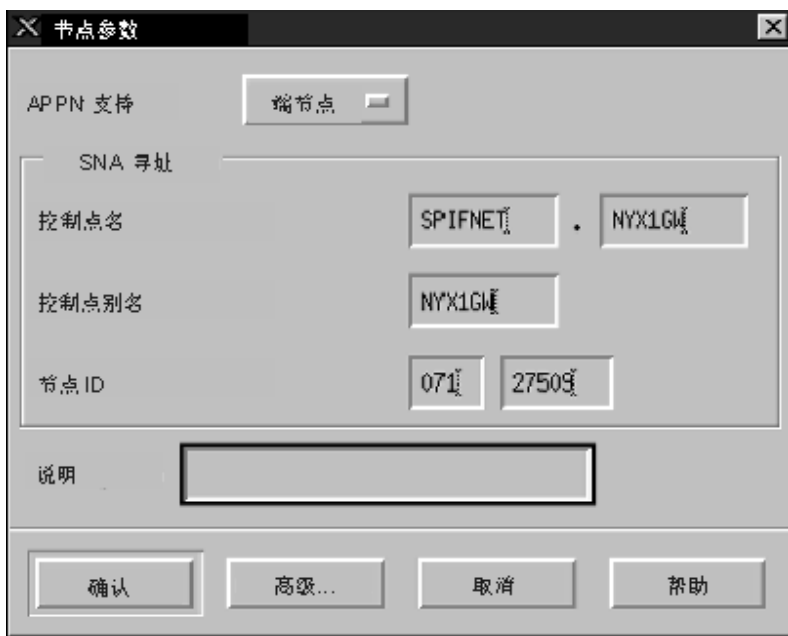 节点参数
APPN 支持 端节点
SNA 寻址
控制点名 SPIFNET . NYX1GW
控制点别名 NYX1GW
节点 ID 071 27509
说明
确认 高级... 取消 帮助